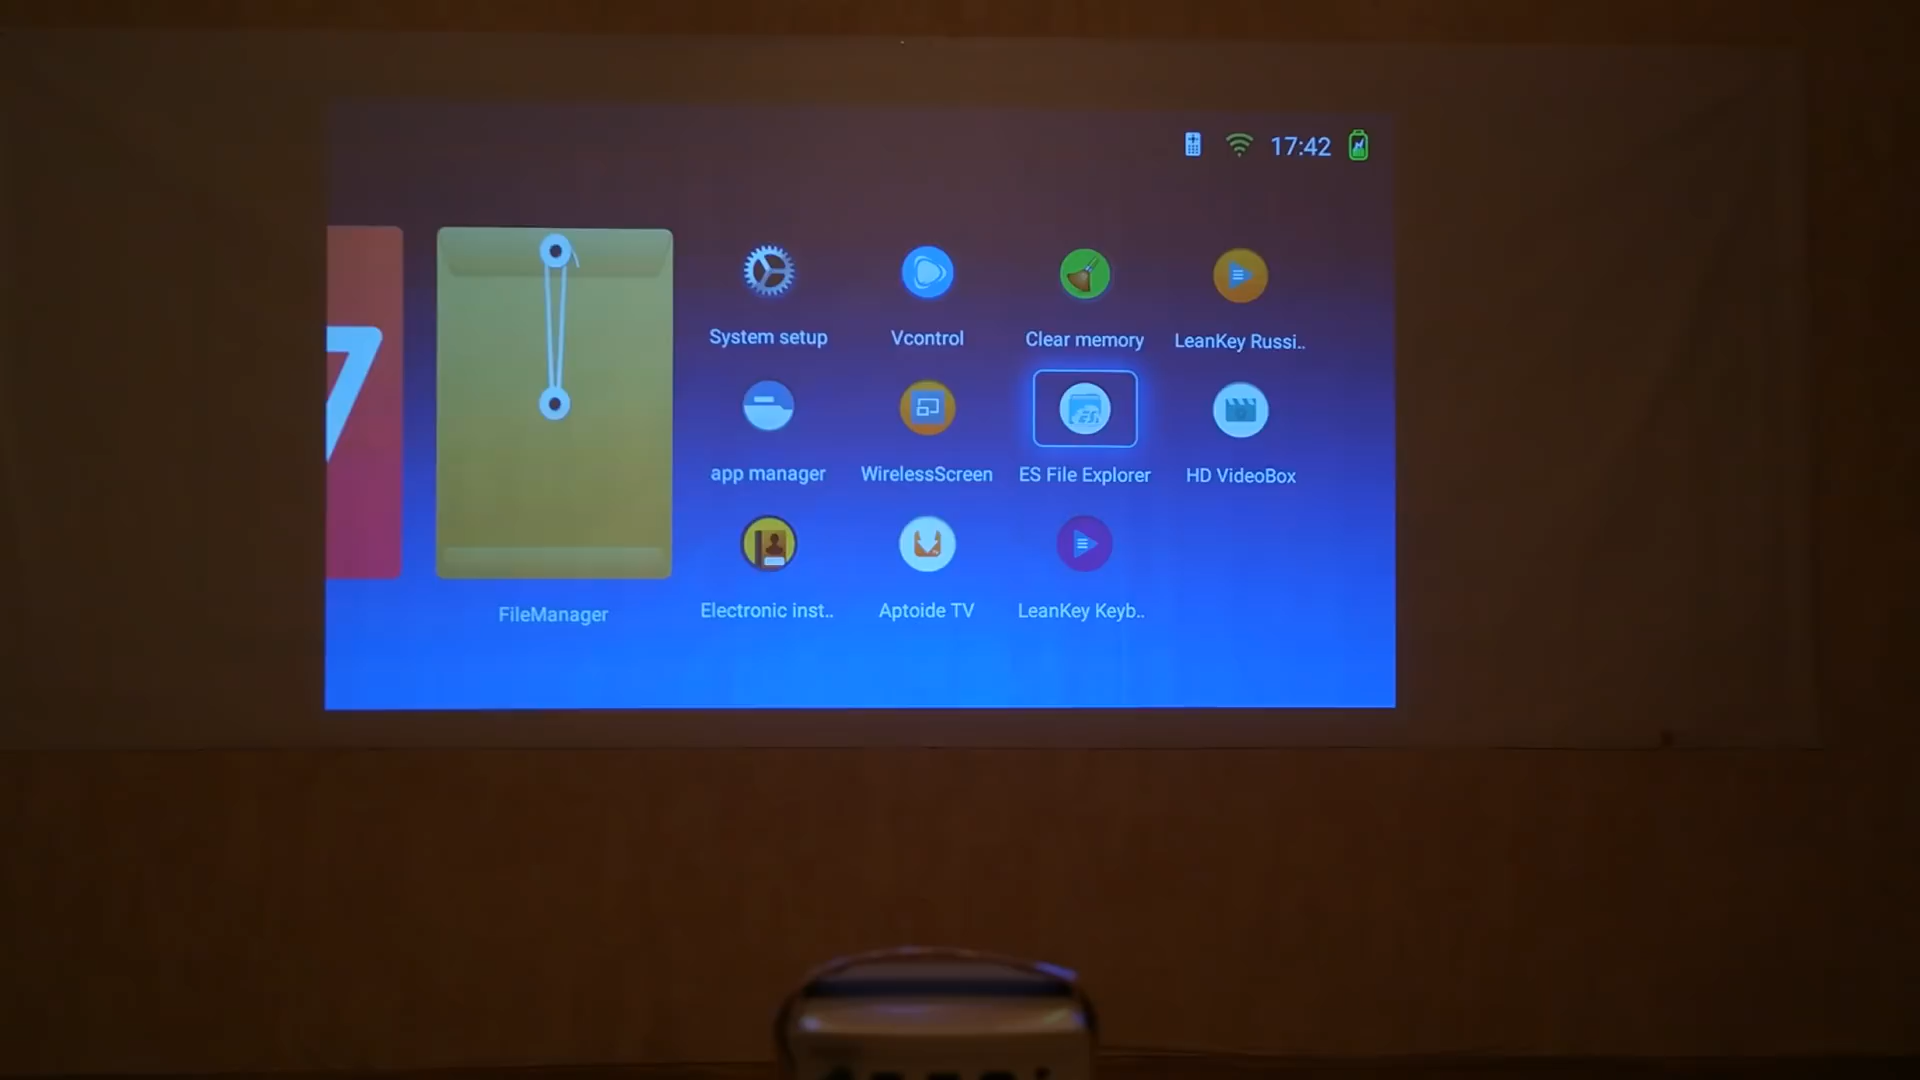 17:42
7
System setup
Vcontrol
Clear memory
LeanKey Russi..
app manager
WirelessScreen
ES File Explorer
HD VideoBox
Electronic inst..
Aptoide TV
LeanKey Keyb..
FileManager